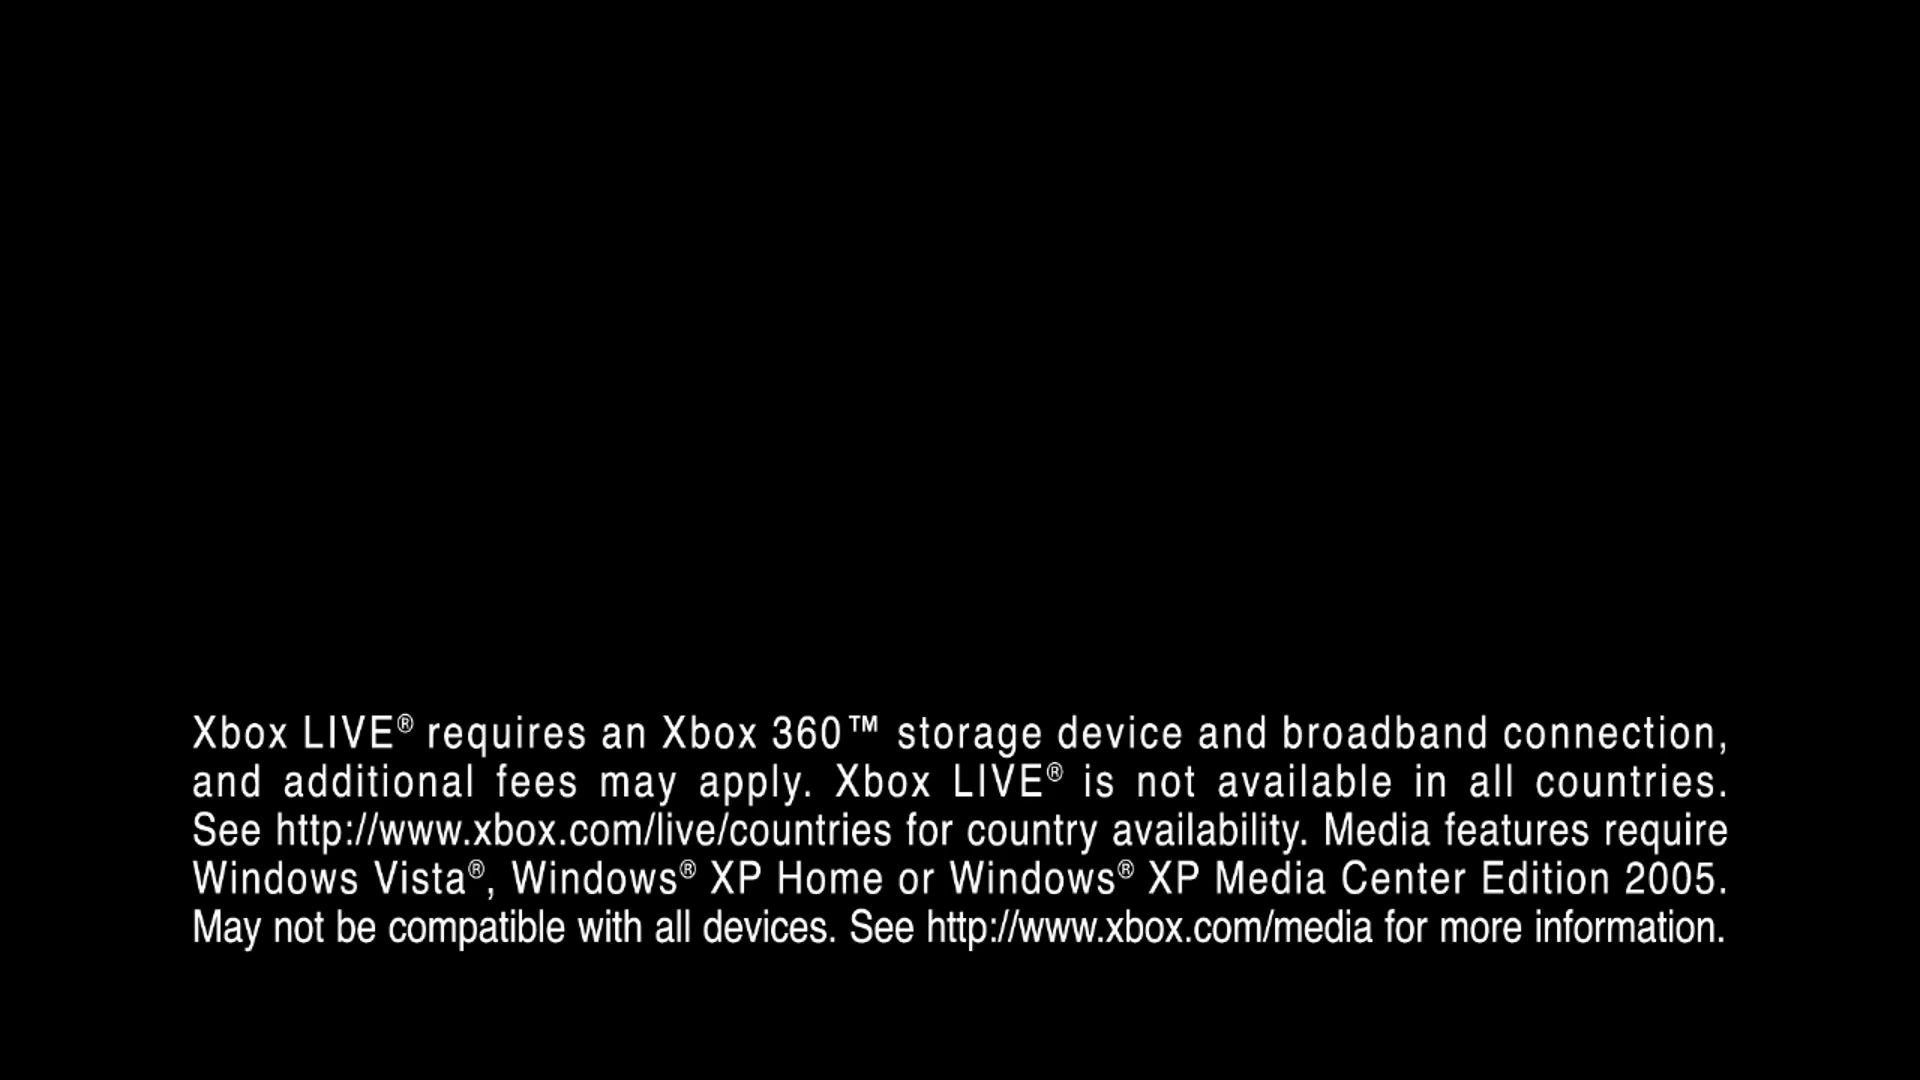 Xbox LIVE® requires an Xbox 360™ storage device and broadband connection,
and additional fees may apply. Xbox LIVE® is not available in all countries.
See http://www.xbox.com/live/countries for country availability. Media features require
Windows Vista®, Windows® XP Home or Windows® XP Media Center Edition 2005.
May not be compatible with all devices. See http://www.xbox.com/media for more information.